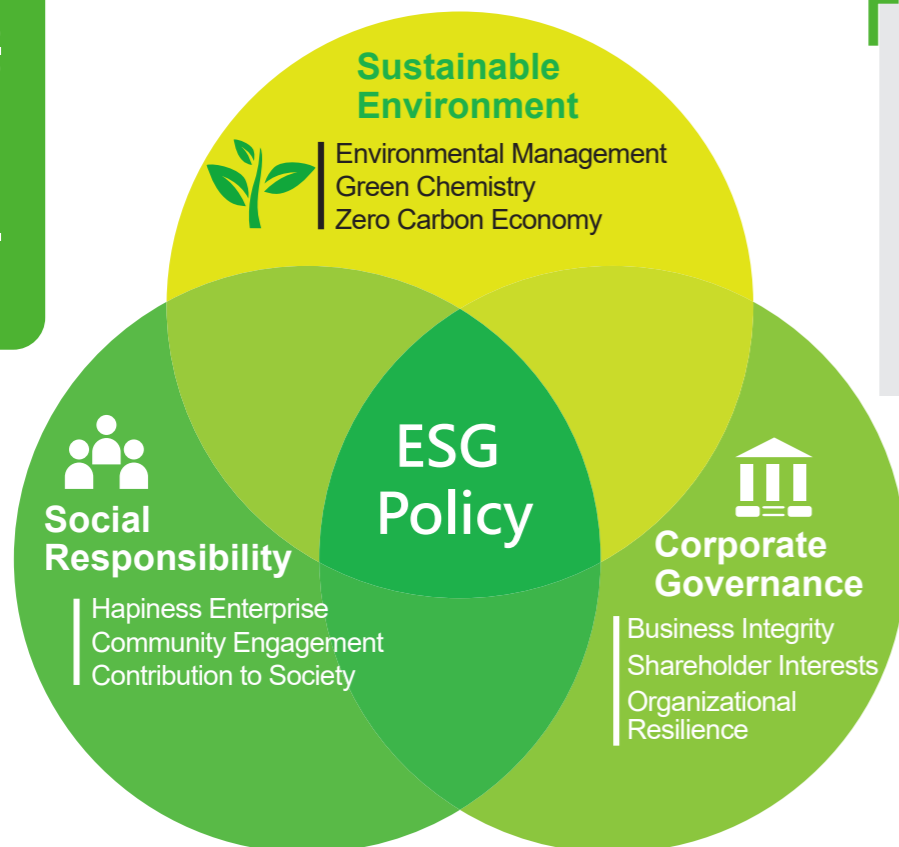 Sustainable
Environment
Environmental Management
Green Chemistry
Zero Carbon Economy
ESG
Policy
Social
Responsibility
Hapiness Enterprise
Community Engagement
Contribution to Society
Corporate
Governance
Business Integrity
Shareholder Interests
Organizational
Resilience